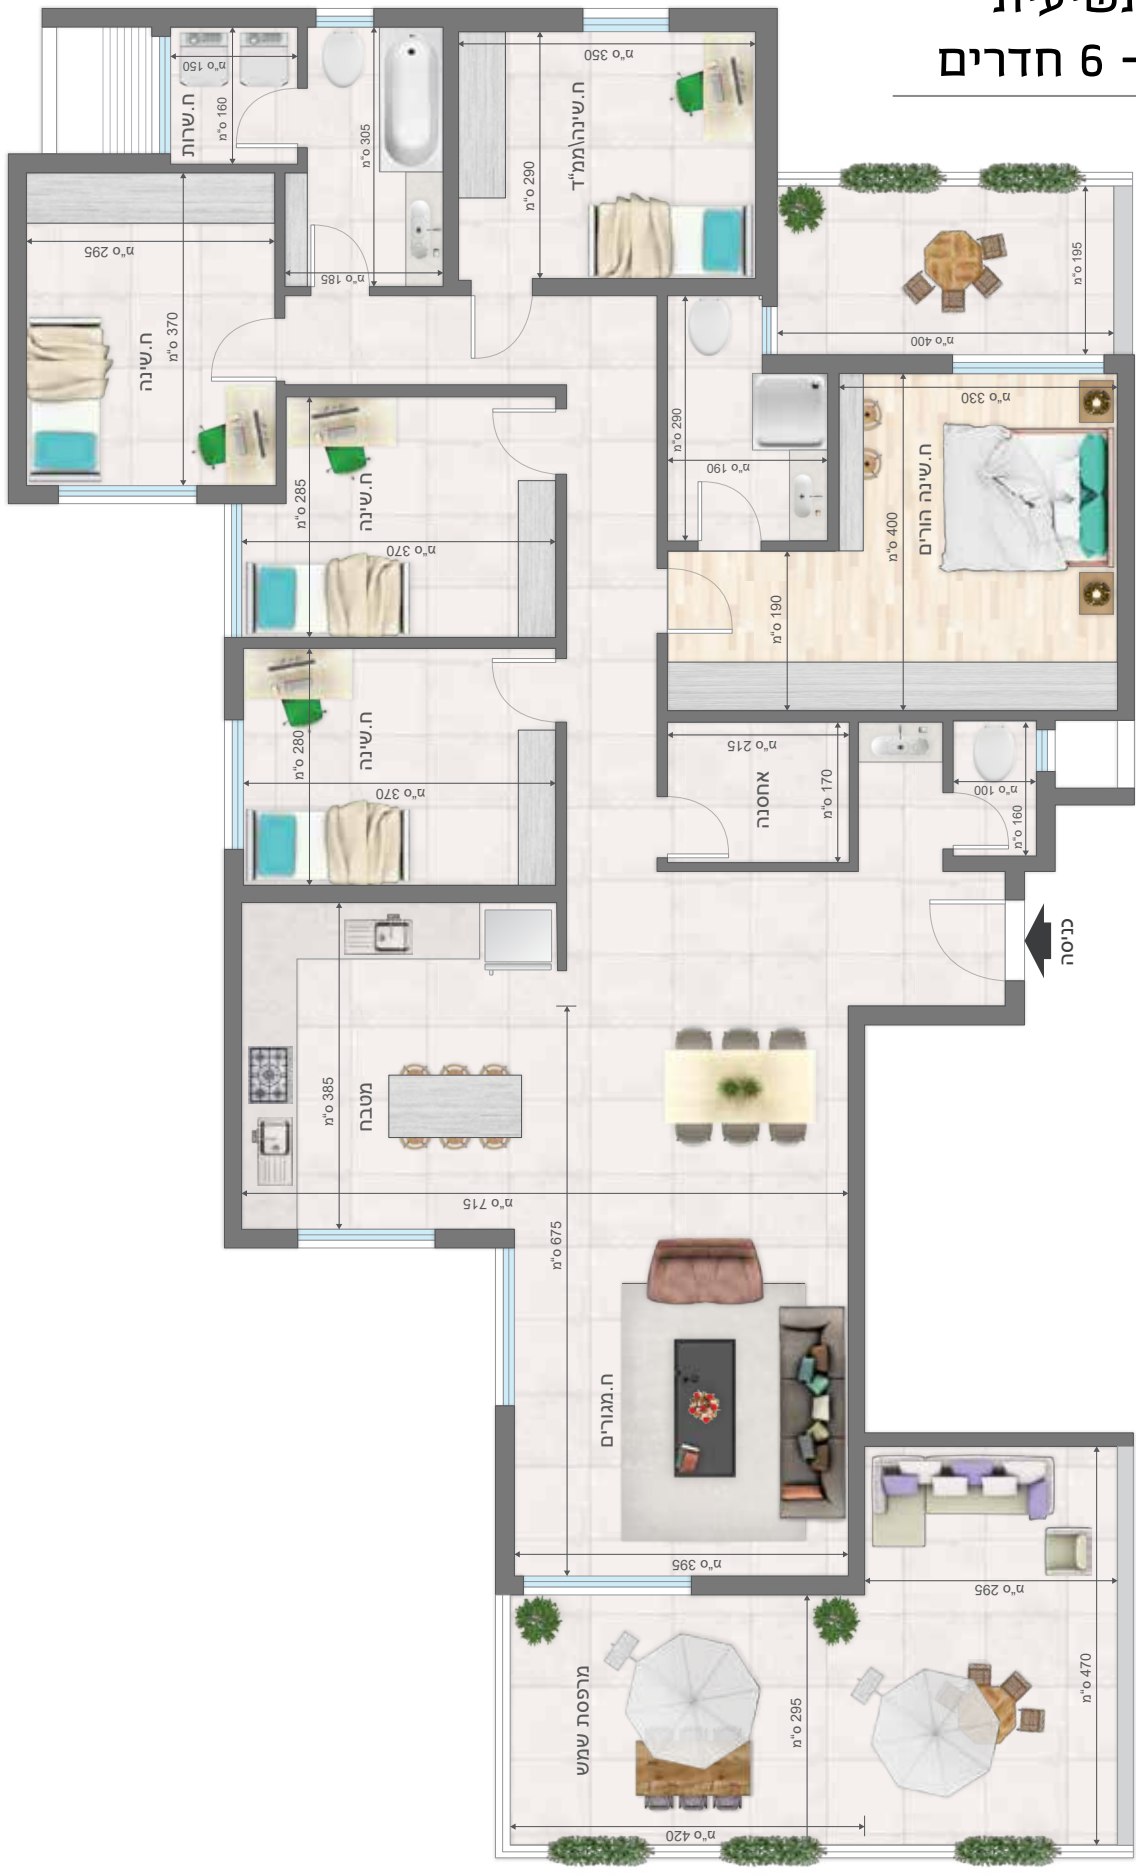 - 6 חדרים
ח.שרות
150 ס"מ
160 ס"מ
305 ס"מ
185 ס"מ
350 ס"מ
ח.שינה\ממ"ד
290 ס"מ
295 ס"מ
ח.שינה
370 ס"מ
195 ס"מ
400 ס"מ
290 ס"מ
190 ס"מ
330 ס"מ
ח.שינה הורים
400 ס"מ
190 ס"מ
285 ס"מ
ח.שינה
370 ס"מ
280 ס"מ
ח.שינה
370 ס"מ
215 ס"מ
אחסנה
170 ס"מ
100 ס"מ
160 ס"מ
כניסה
385 ס"מ
מטבח
715 ס"מ
675 ס"מ
ח.מגורים
395 ס"מ
295 ס"מ
470 ס"מ
מרפסת שמש
295 ס"מ
420 ס"מ